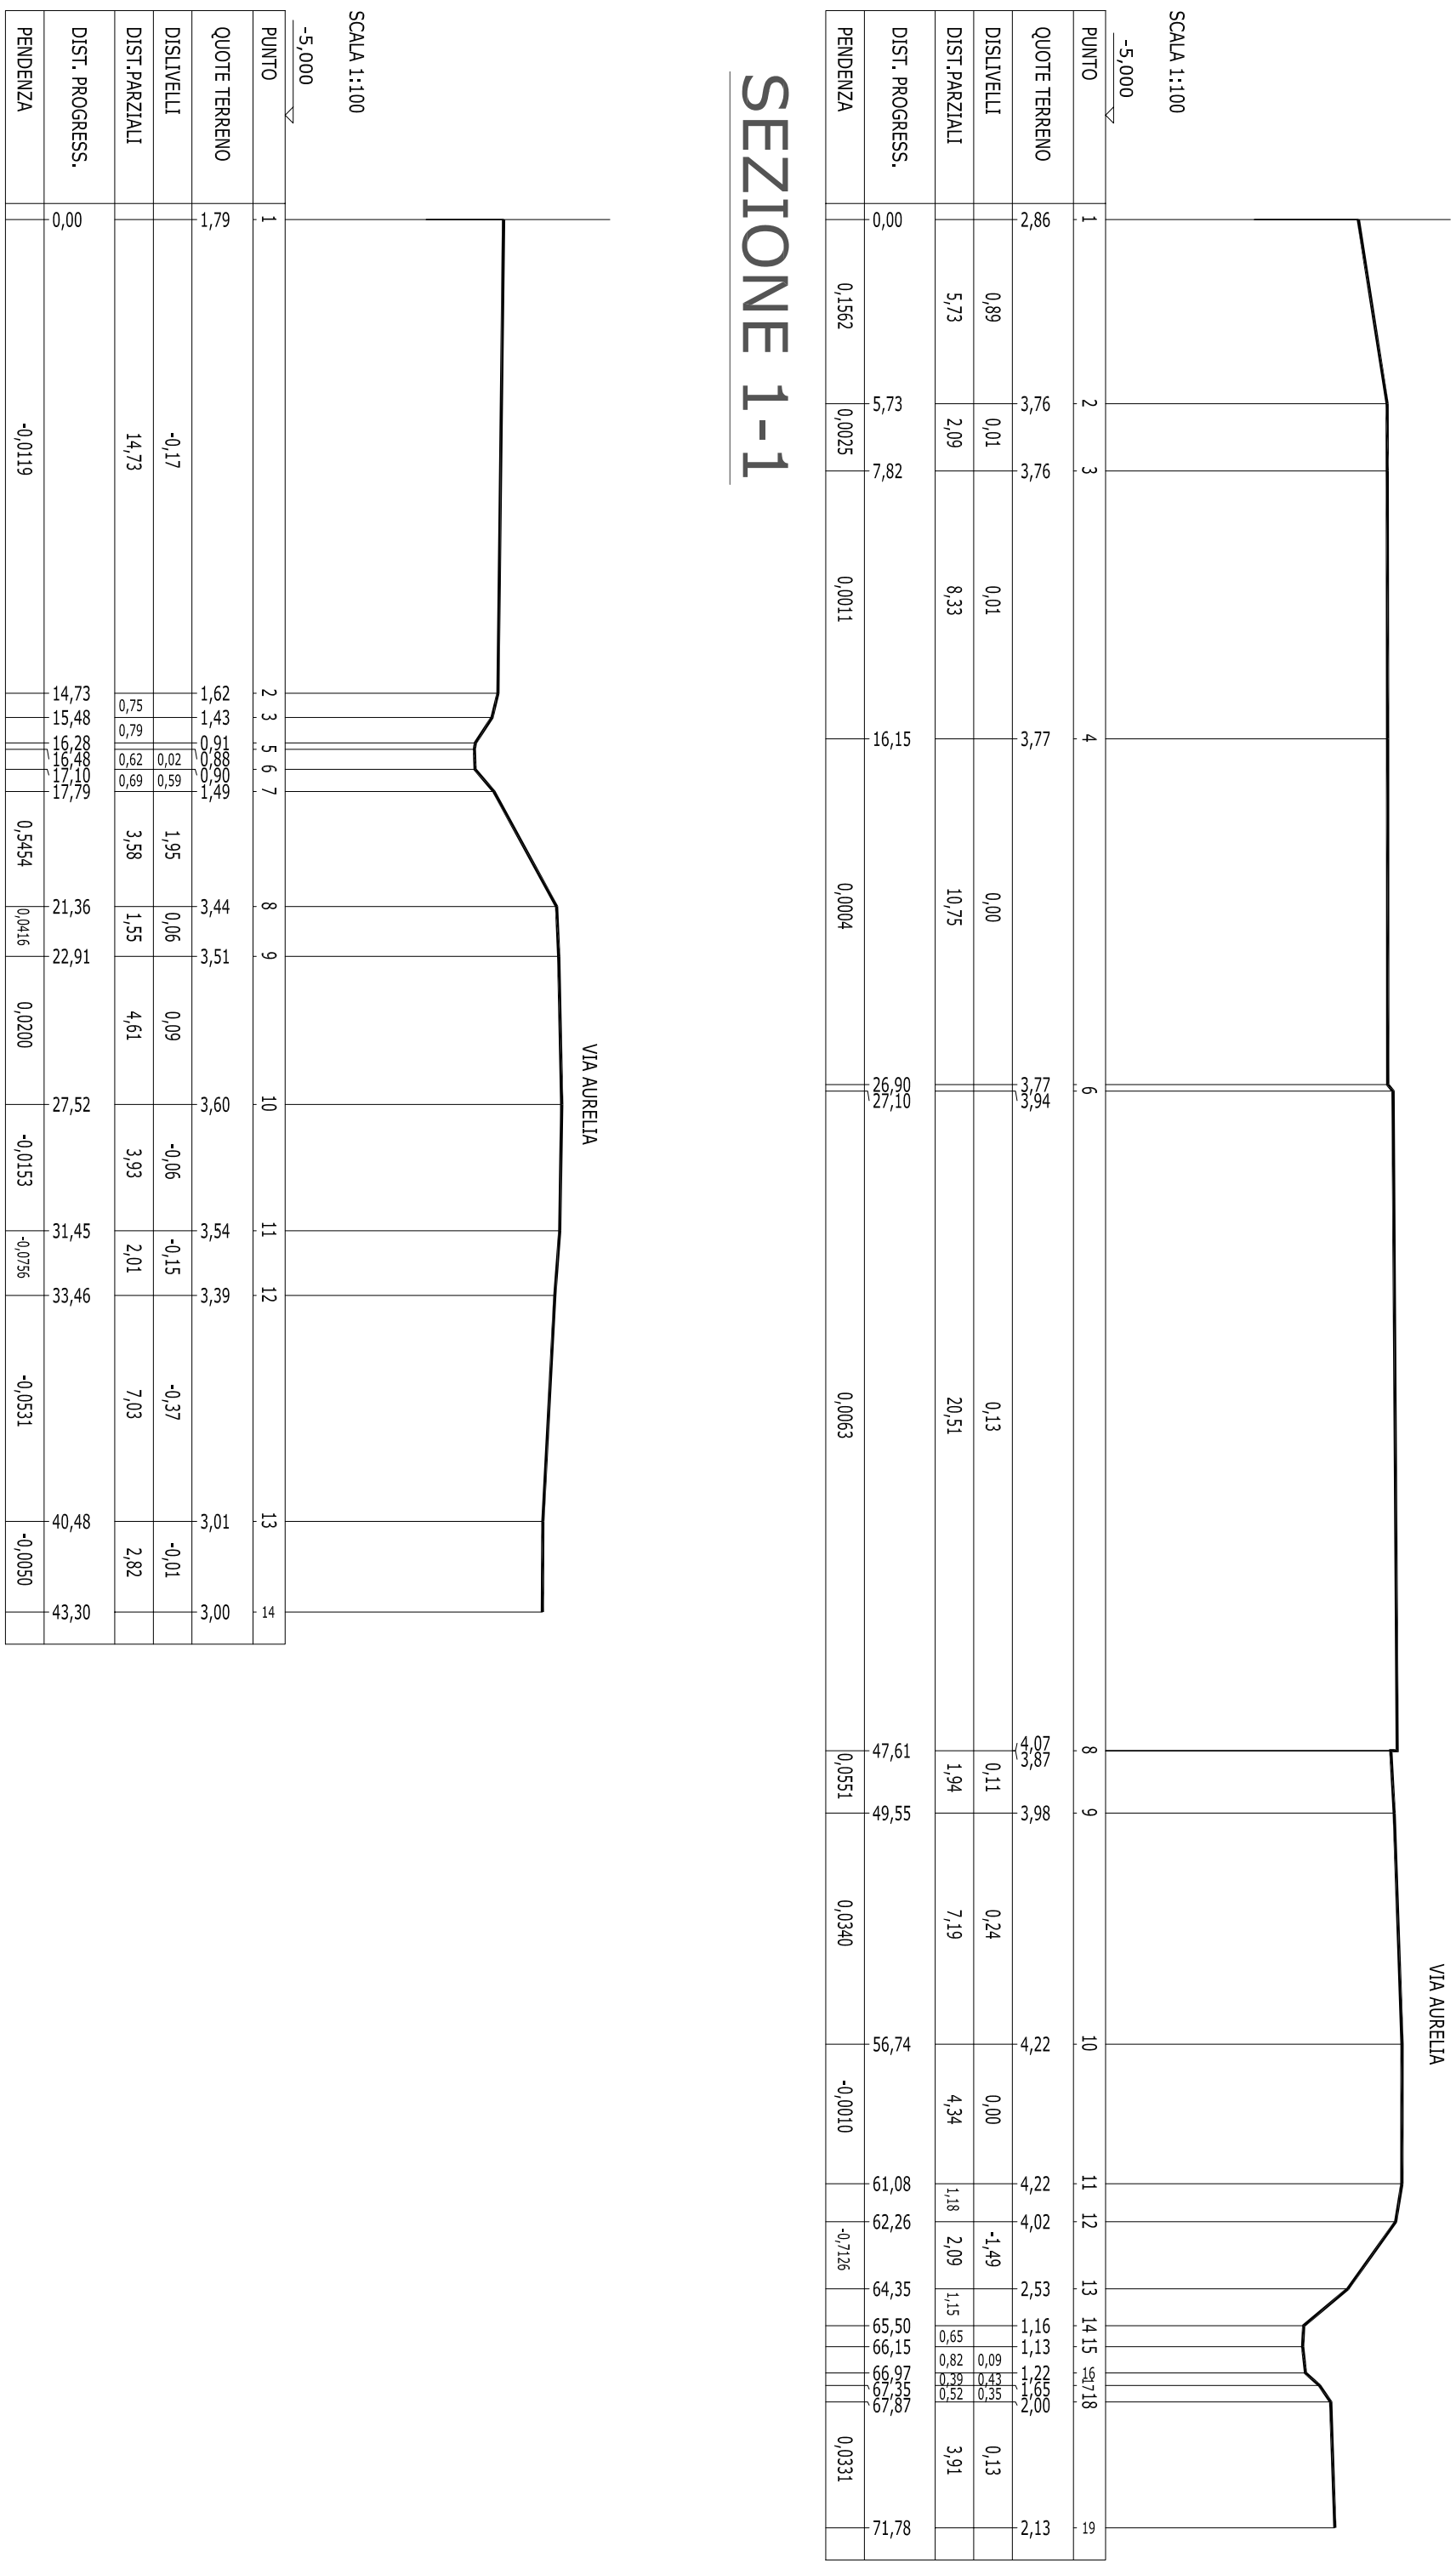 VIA AURELIA
SCALA 1:100
-5,000
PUNTO 1 2 3 4 6 8 9 10 11 12 13 14 15 16 17 18 19
QUOTE TERRENO 2,86 3,76 3,76 3,77 3,77 3,94 4,07 3,87 3,98 4,22 4,22 4,02 2,53 1,16 1,13 1,22 1,65 2,00 2,13
DISLIVELLI 0,89 0,01 0,01 0,00 0,13 0,11 0,24 0,00 -1,49 0,09 0,43 0,35 0,13
DIST.PARZIALI 5,73 2,09 8,33 10,75 20,51 1,94 7,19 4,34 1,18 2,09 1,15 0,65 0,82 0,39 0,52 3,91
DIST. PROGRESS. 0,00 5,73 7,82 16,15 26,90 27,10 47,61 49,55 56,74 61,08 62,26 64,35 65,50 66,15 66,97 67,35 67,87 71,78
PENDENZA 0,1562 0,0025 0,0011 0,0004 0,0063 0,0551 0,0340 -0,0010 -0,7126 0,0331
SEZIONE 1-1
VIA AURELIA
SCALA 1:100
-5,000
PUNTO 1 2 3 5 6 7 8 9 10 11 12 13 14
QUOTE TERRENO 1,79 1,62 1,43 0,91 0,88 0,90 1,49 3,44 3,51 3,60 3,54 3,39 3,01 3,00
DISLIVELLI -0,17 0,02 0,59 1,95 0,06 0,09 -0,06 -0,15 -0,37 -0,01
DIST.PARZIALI 14,73 0,75 0,79 0,62 0,69 3,58 1,55 4,61 3,93 2,01 7,03 2,82
DIST. PROGRESS. 0,00 14,73 15,48 16,28 16,48 17,10 17,79 21,36 22,91 27,52 31,45 33,46 40,48 43,30
PENDENZA -0,0119 0,5454 0,0416 0,0200 -0,0153 -0,0756 -0,0531 -0,0050